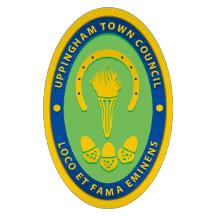 UPPINGHAM TOWN COUNCIL
LOCO ET FAMA EMINENS